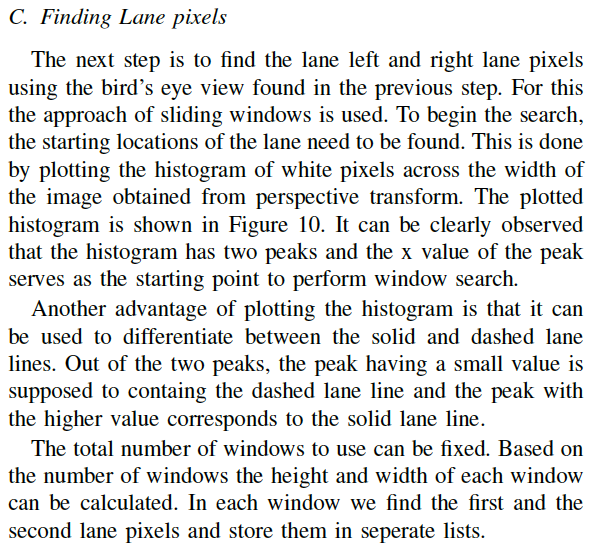 C. Finding Lane pixels
The next step is to find the lane left and right lane pixels
using the bird's eye view found in the previous step. For this
the approach of sliding windows is used. To begin the search,
the starting locations of the lane need to be found. This is done
by plotting the histogram of white pixels across the width of
the image obtained from perspective transform. The plotted
histogram is shown in Figure 10. It can be clearly observed
that the histogram has two peaks and the x value of the peak
serves as the starting point to perform window search.
Another advantage of plotting the histogram is that it can
be used to differentiate between the solid and dashed lane
lines. Out of the two peaks, the peak having a small value is
supposed to containg the dashed lane line and the peak with
the higher value corresponds to the solid lane line.
The total number of windows to use can be fixed. Based on
the number of windows the height and width of each window
can be calculated. In each window we find the first and the
second lane pixels and store them in seperate lists.